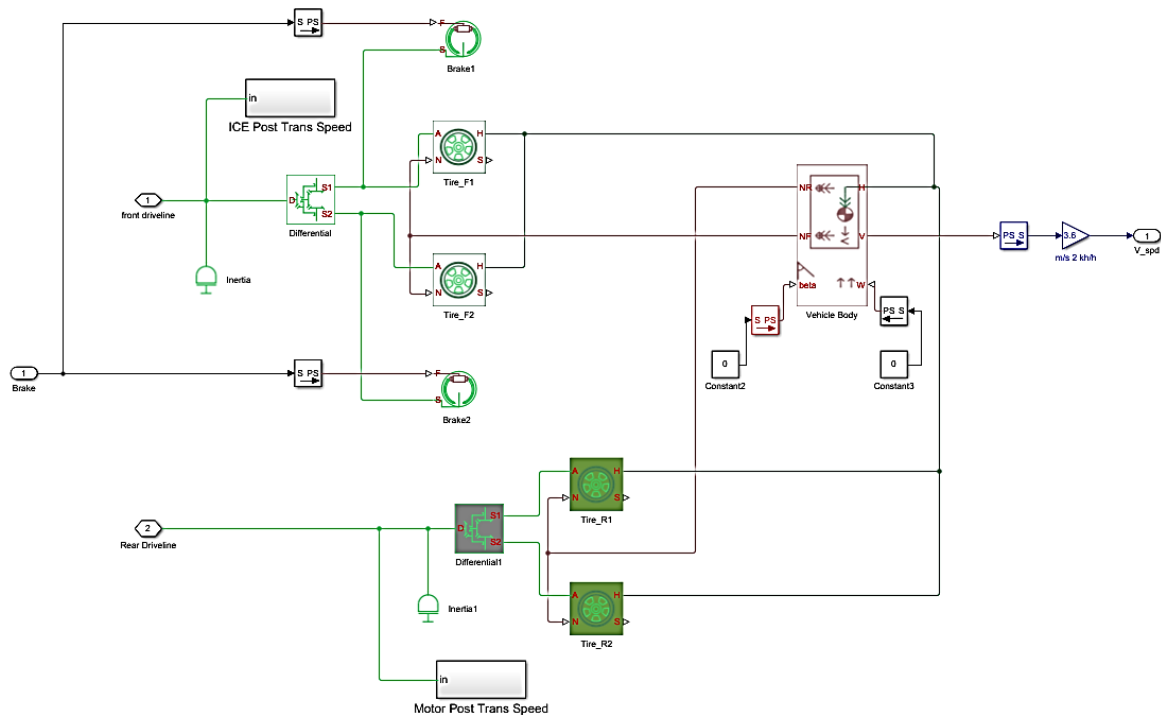 S PS
F
S
Brake1
in
ICE Post Trans Speed
A
H
N
S
Tire_F1
1
front driveline
D
S1
S2
Differential
Inertia
A
H
N
S
Tire_F2
NR
H
NF
V
beta
W
Vehicle Body
PS S
3.6
m/s 2 kh/h
1
V_spd
S PS
PS S
0
Constant2
0
Constant3
1
Brake
S PS
F
S
Brake2
A
H
N
S
Tire_R1
2
Rear Driveline
D
S1
S2
Differential1
Inertia1
A
H
N
S
Tire_R2
in
Motor Post Trans Speed